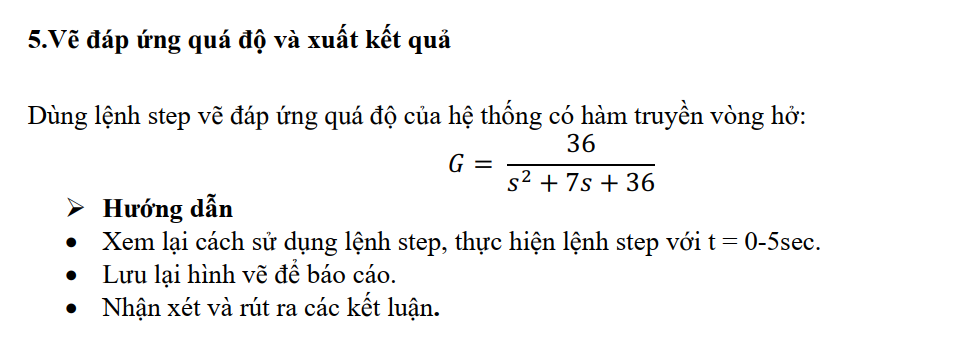 5.Vẽ đáp ứng quá độ và xuất kết quả
Dùng lệnh step vẽ đáp ứng quá độ của hệ thống có hàm truyền vòng hở:
G = 36 / (s² + 7s + 36)
➢ Hướng dẫn
• Xem lại cách sử dụng lệnh step, thực hiện lệnh step với t = 0-5sec.
• Lưu lại hình vẽ để báo cáo.
• Nhận xét và rút ra các kết luận.